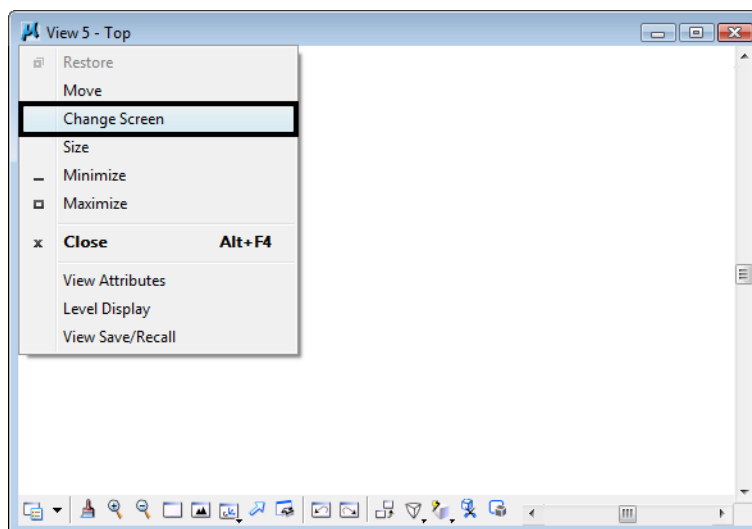 View 5 - Top
Restore
Move
Change Screen
Size
Minimize
Maximize
Close Alt+F4
View Attributes
Level Display
View Save/Recall